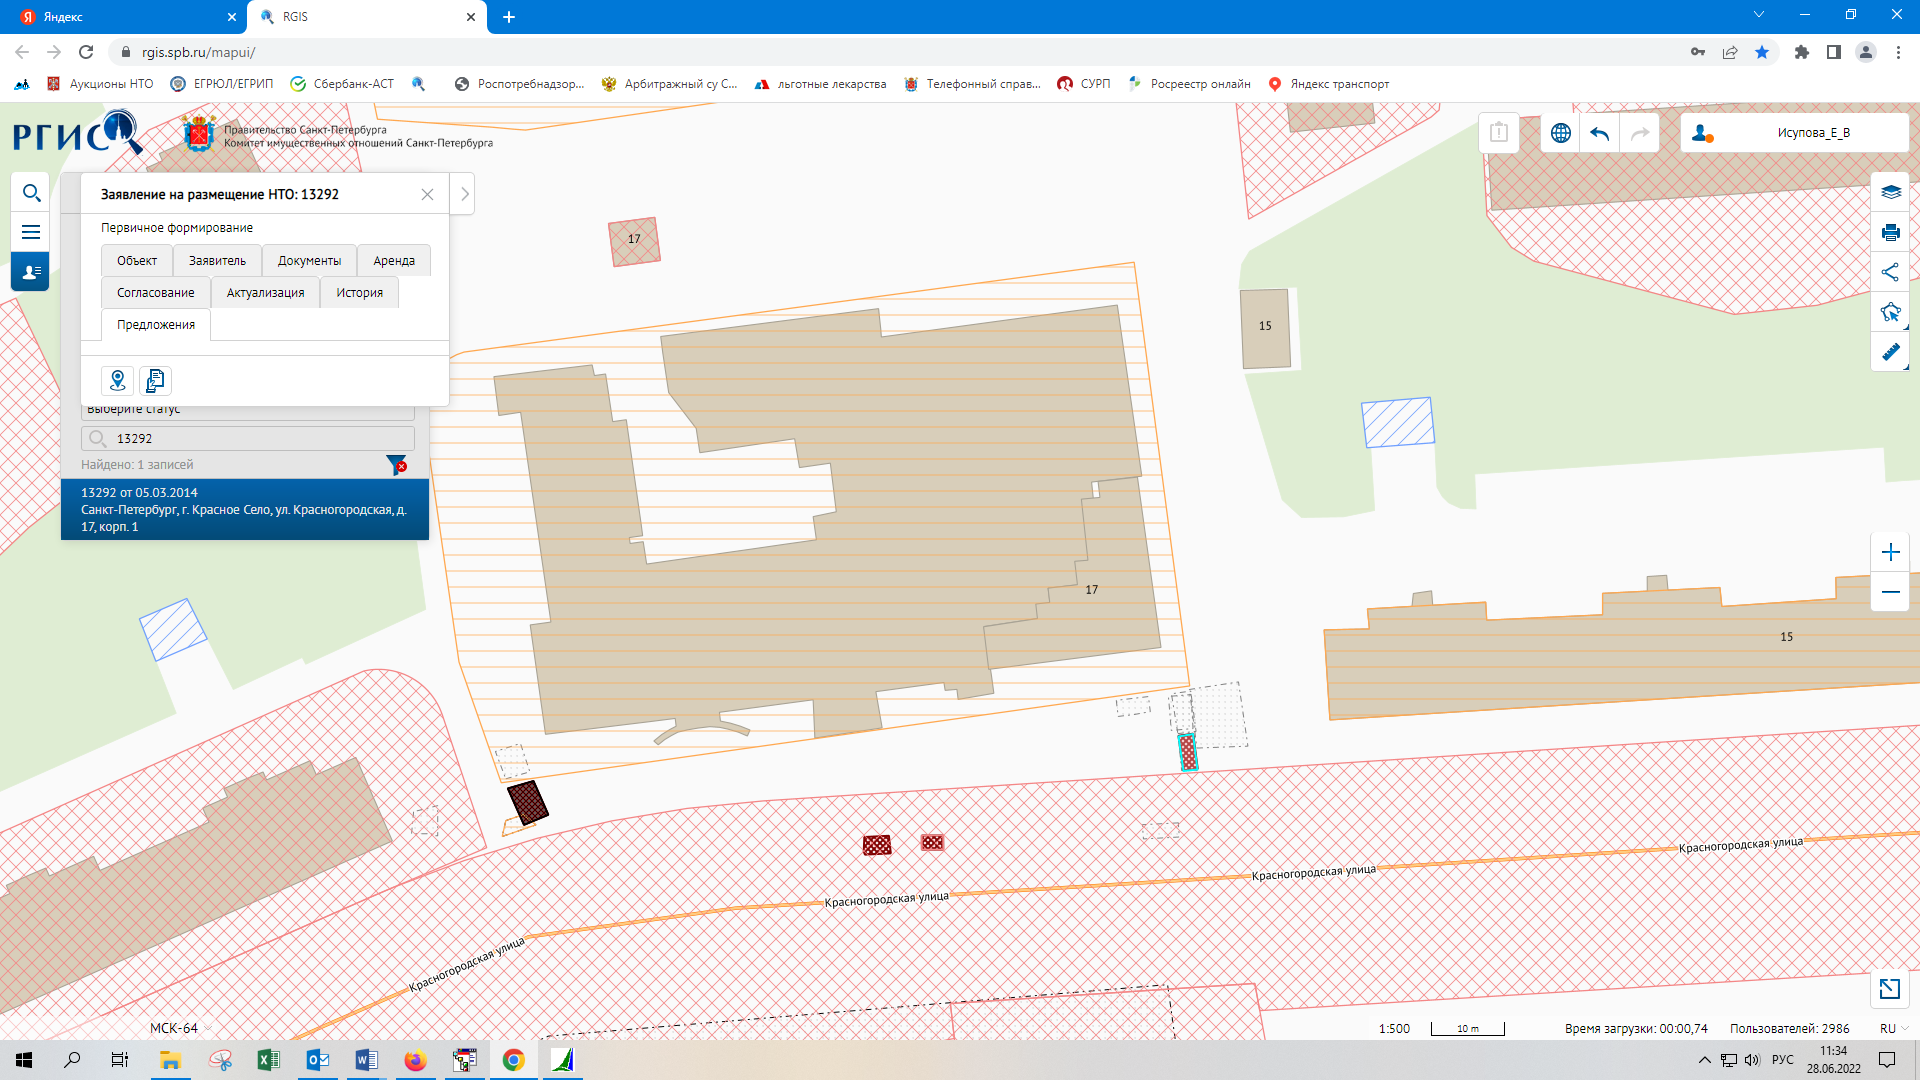 Яндекс
RGIS
rgis.spb.ru/mapui/
Аукционы НТО
ЕГРЮЛ/ЕГРИП
Сбербанк-АСТ
Роспотребнадзор...
Арбитражный су С...
льготные лекарства
Телефонный справ...
СУРП
Росреестр онлайн
Яндекс транспорт
РГИС
Правительство Санкт-Петербурга
Комитет имущественных отношений Санкт-Петербурга
Исупова_Е_В
Заявление на размещение НТО: 13292
Первичное формирование
Объект
Заявитель
Документы
Аренда
Согласование
Актуализация
История
Предложения
Выберите статус
13292
Найдено: 1 записей
13292 от 05.03.2014
Санкт-Петербург, г. Красное Село, ул. Красногородская, д.
17, корп. 1
17
15
17
15
Красногородская улица
Красногородская улица
Красногородская улица
Красногородская улица
МСК-64
1:500
10 m
Время загрузки: 00:00,74
Пользователей: 2986
RU
РУС
11:34
28.06.2022